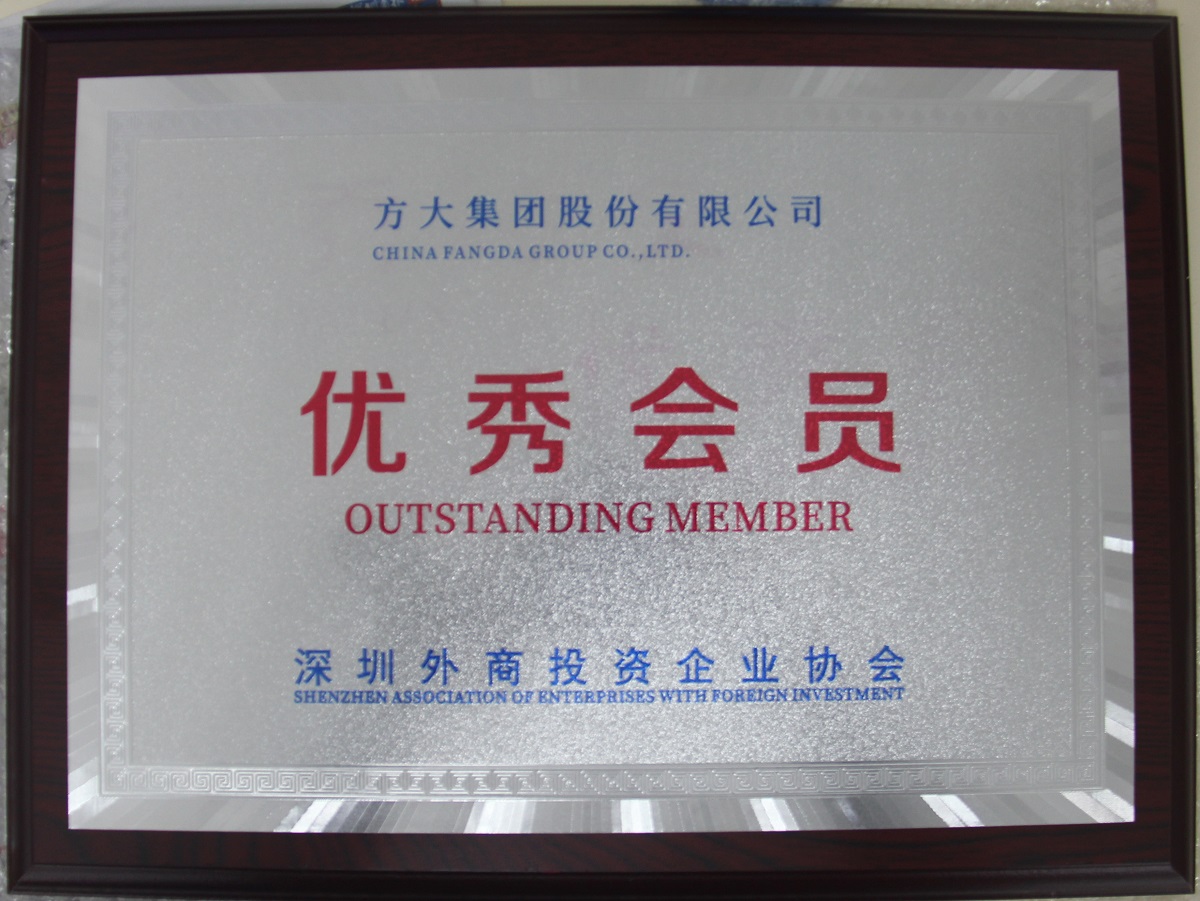 方大集团股份有限公司
CHINA FANGDA GROUP CO.,LTD.
优秀会员
OUTSTANDING MEMBER
深圳外商投资企业协会
SHENZHEN ASSOCIATION OF ENTERPRISES WITH FOREIGN INVESTMENT